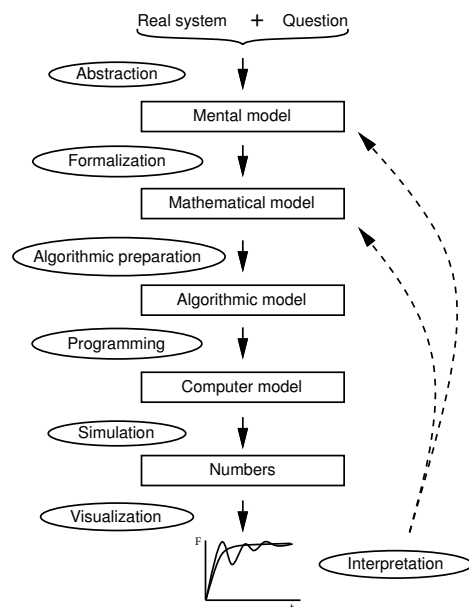 Real system + Question
Abstraction
Mental model
Formalization
Mathematical model
Algorithmic preparation
Algorithmic model
Programming
Computer model
Simulation
Numbers
Visualization
F
t
Interpretation